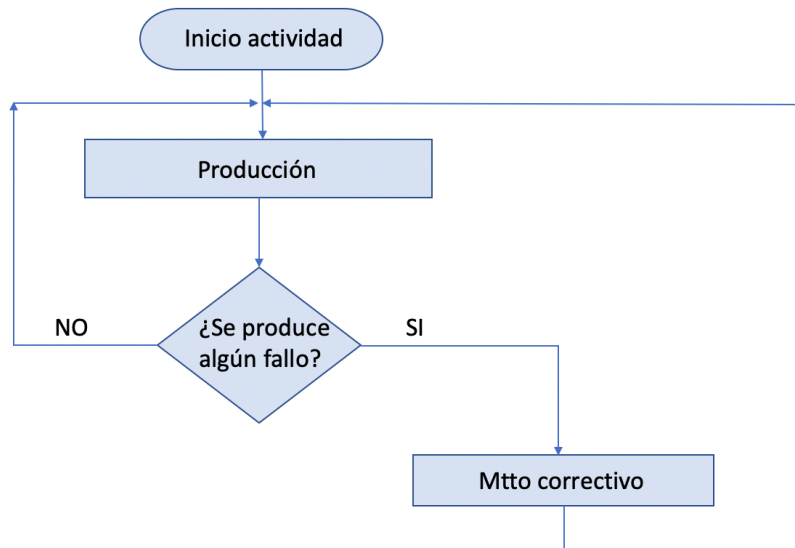 Inicio actividad
Producción
¿Se produce
algún fallo?
NO
SI
Mtto correctivo